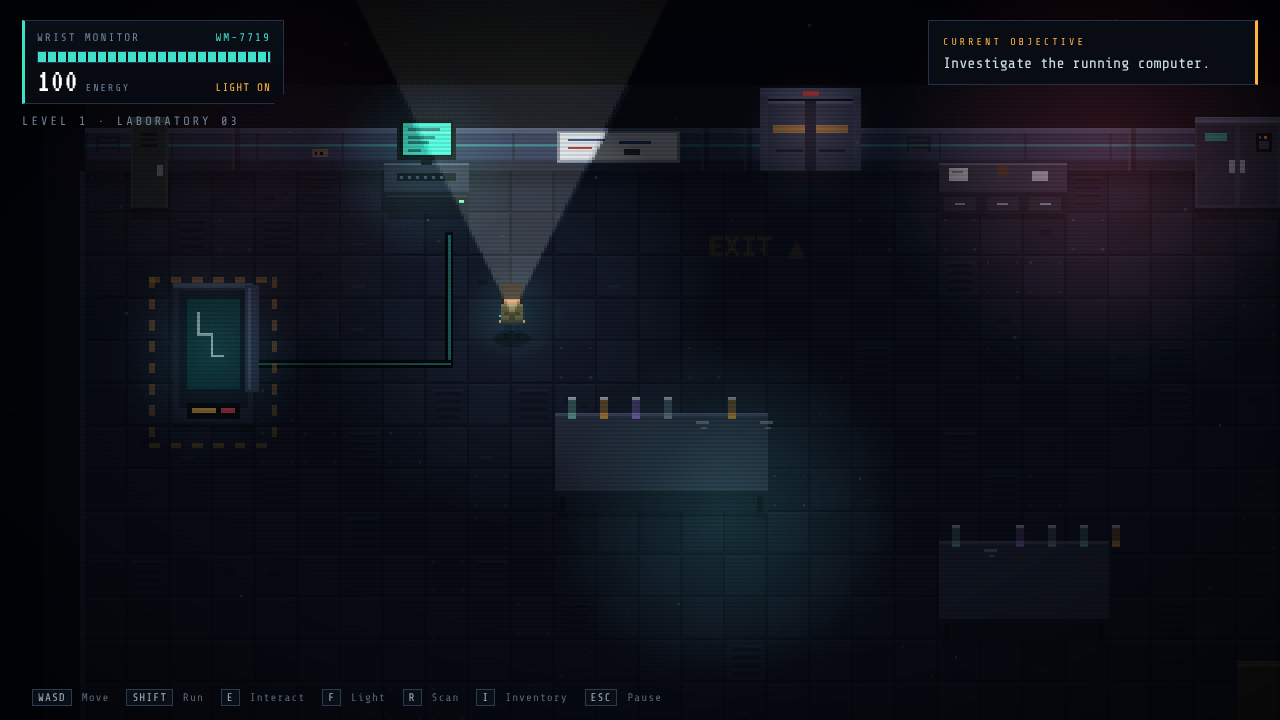 WRIST MONITOR WM-7719
100 ENERGY LIGHT ON
LEVEL 1 · LABORATORY 03
CURRENT OBJECTIVE
Investigate the running computer.
EXIT ▲
WASD Move SHIFT Run E Interact F Light R Scan I Inventory ESC Pause